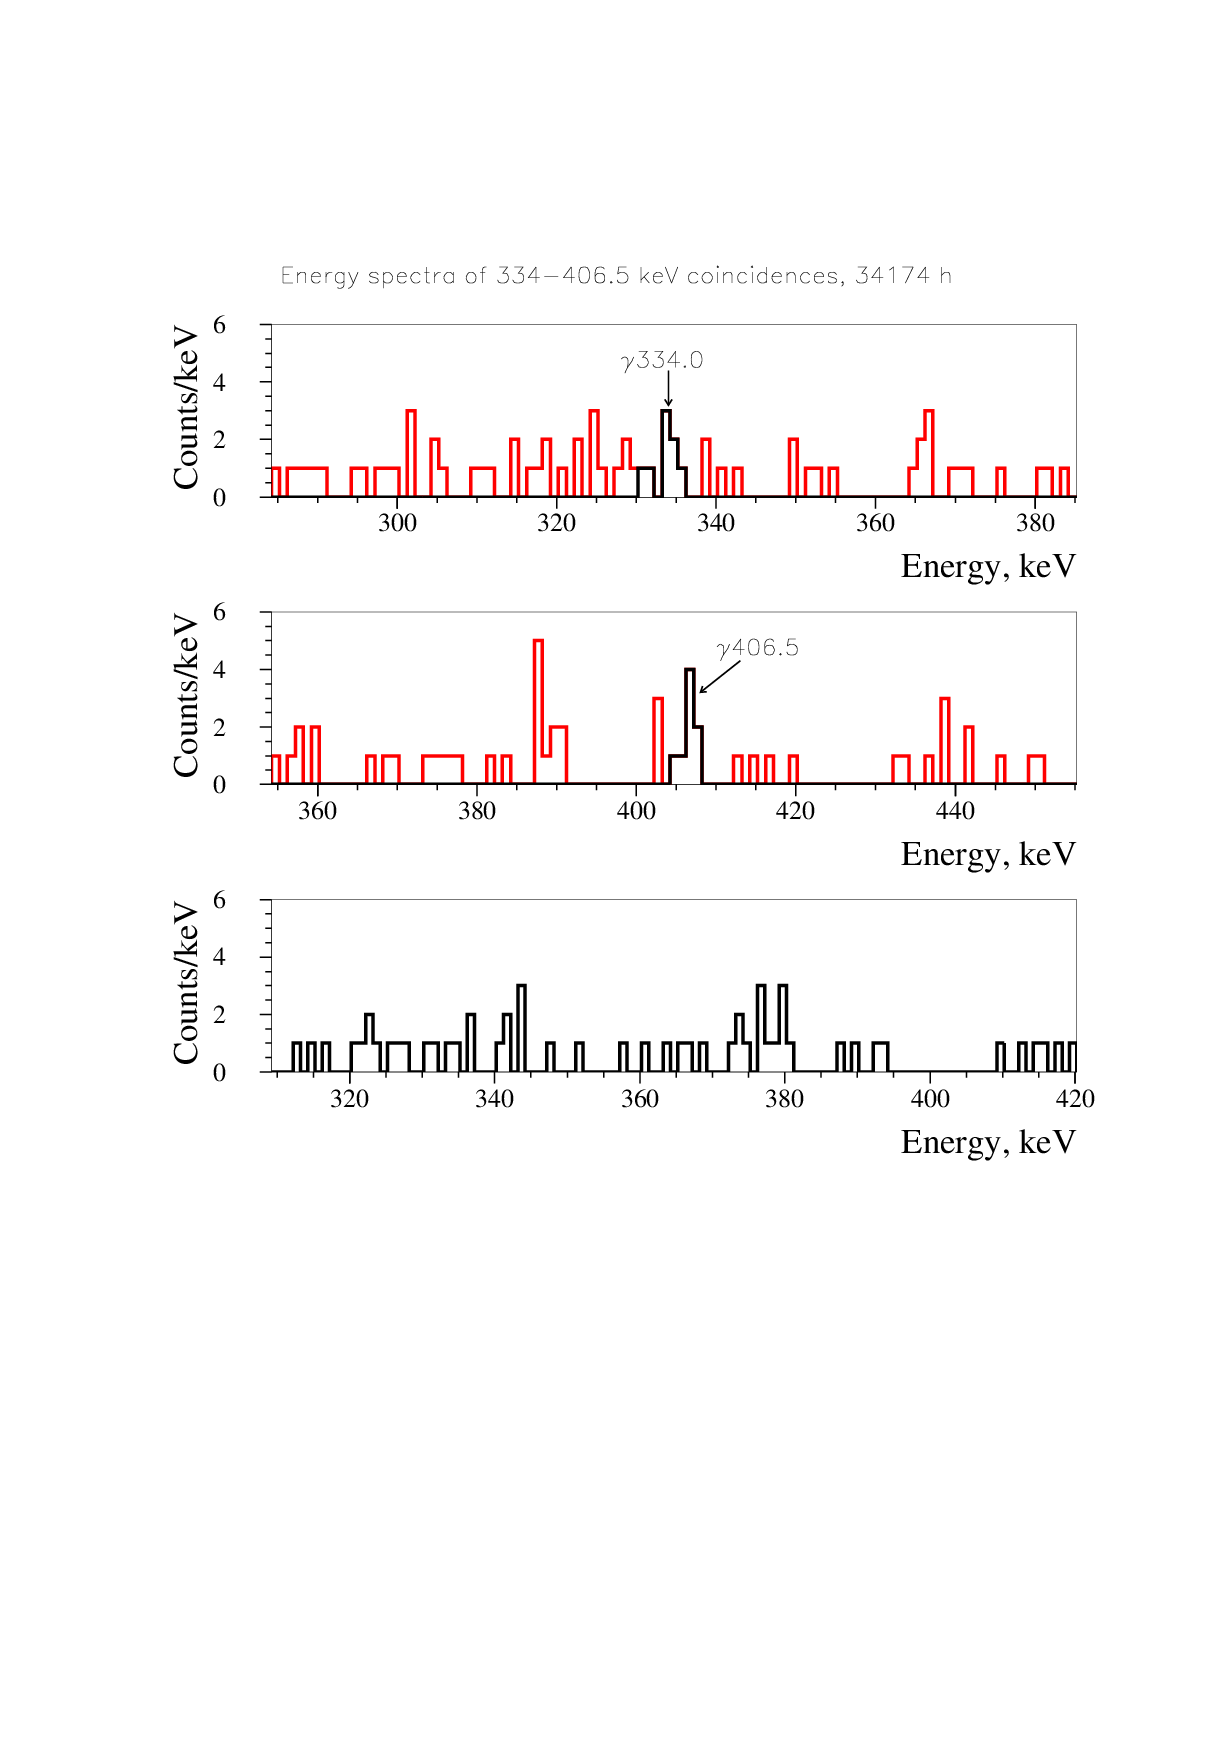 Energy spectra of 334−406.5 keV coincidences, 34174 h
Counts/keV
6
4
2
0
γ334.0
300 320 340 360 380
Energy, keV
Counts/keV
6
4
2
0
γ406.5
360 380 400 420 440
Energy, keV
Counts/keV
6
4
2
0
320 340 360 380 400 420
Energy, keV